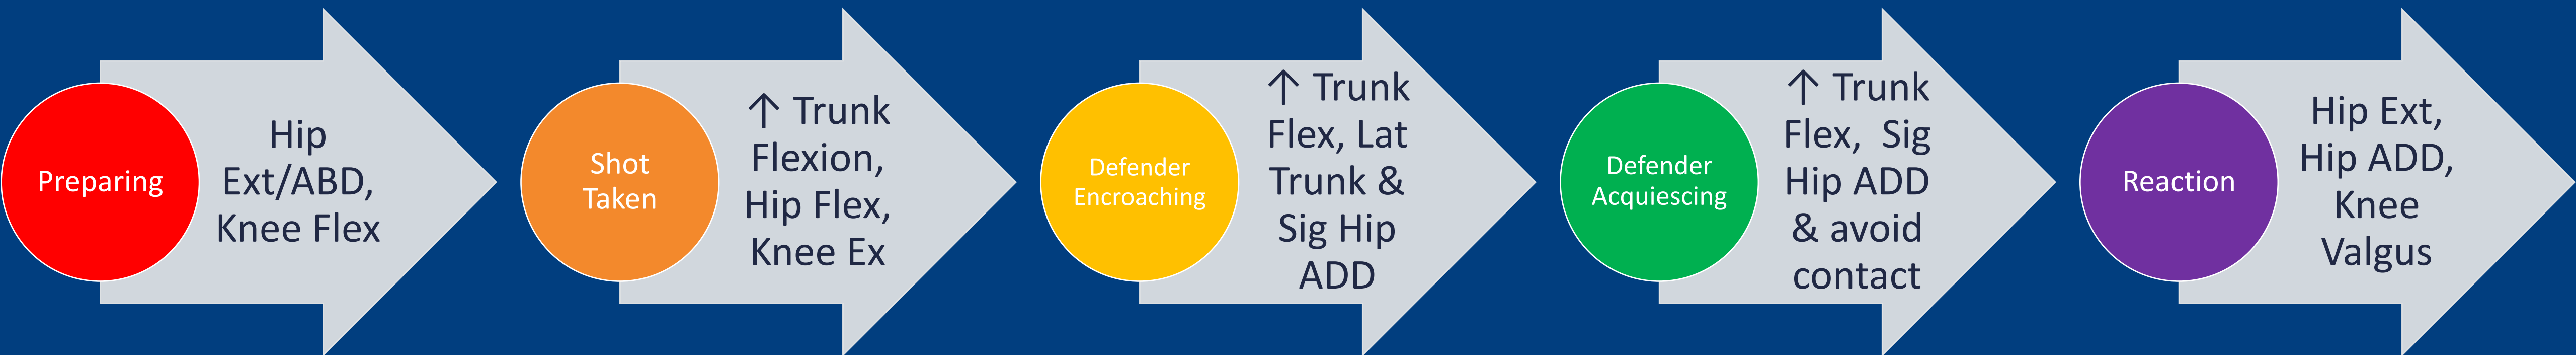 Preparing
Hip
Ext/ABD,
Knee Flex
Shot
Taken
↑ Trunk
Flexion,
Hip Flex,
Knee Ex
Defender
Encroaching
↑ Trunk
Flex, Lat
Trunk &
Sig Hip
ADD
Defender
Acquiescing
↑ Trunk
Flex, Sig
Hip ADD
& avoid
contact
Reaction
Hip Ext,
Hip ADD,
Knee
Valgus